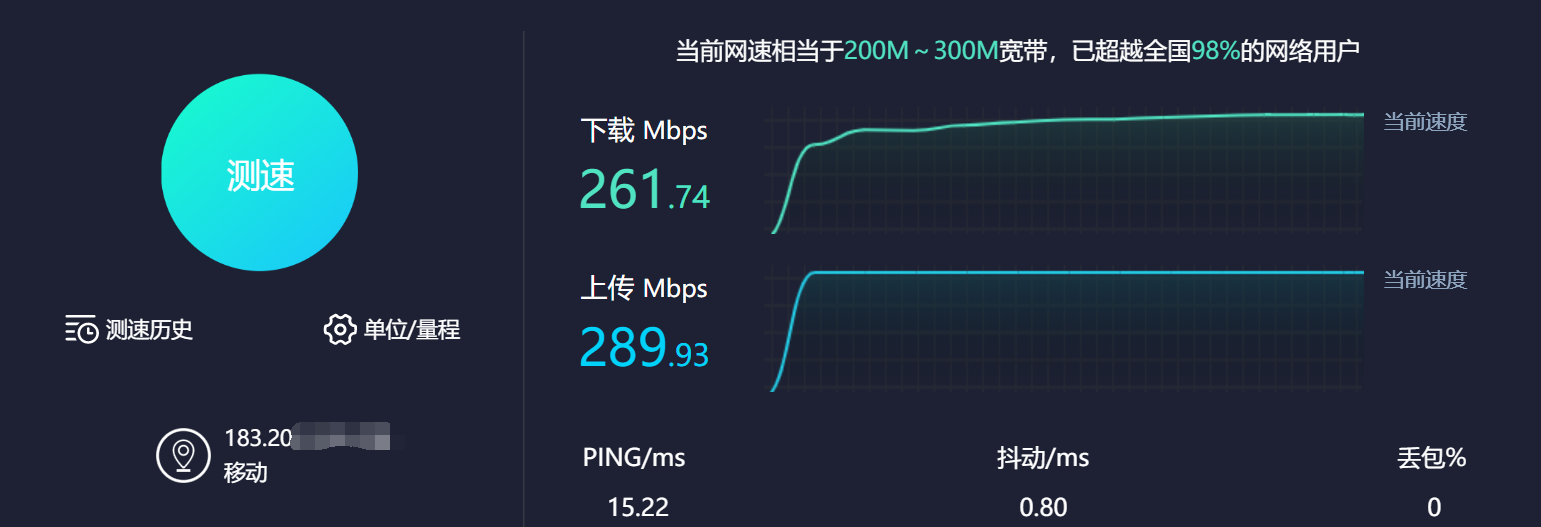 测速
测速历史
单位/量程
183.20
移动
当前网速相当于200M~300M宽带，已超越全国98%的网络用户
下载 Mbps
261.74
当前速度
上传 Mbps
289.93
当前速度
PING/ms
15.22
抖动/ms
0.80
丢包%
0